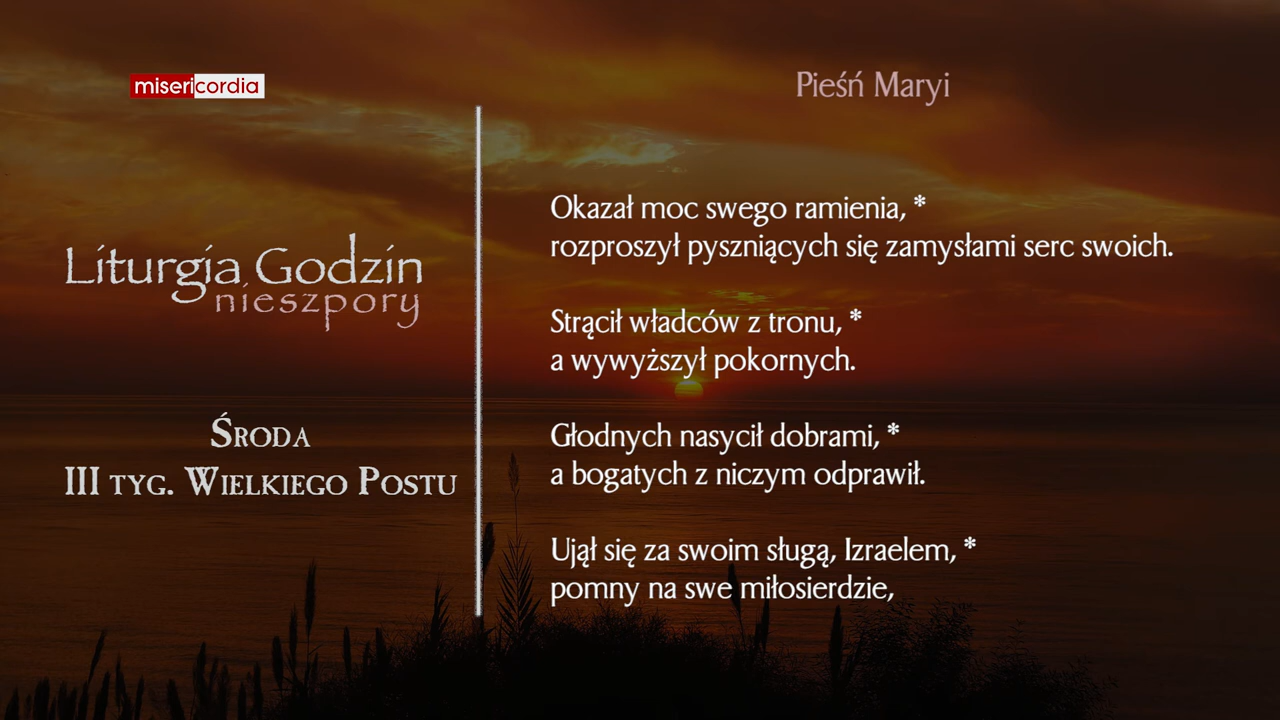 misericordia
Liturgia Godzin
nieszpory
Środa
III tyg. Wielkiego Postu
Pieśń Maryi
Okazał moc swego ramienia, *
rozproszył pyszniących się zamysłami serc swoich.
Strącił władców z tronu, *
a wywyższył pokornych.
Głodnych nasycił dobrami, *
a bogatych z niczym odprawił.
Ujął się za swoim sługą, Izraelem, *
pomny na swe miłosierdzie,